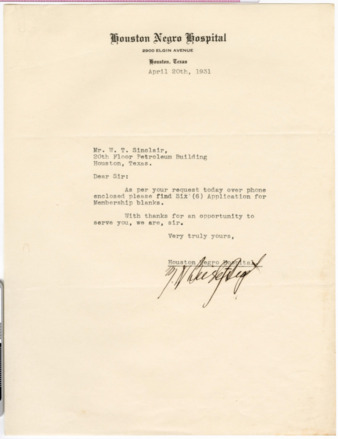 Houston Negro Hospital
2900 ELGIN AVENUE
Houston, Texas
April 20th, 1931
Mr. H. T. Sinclair,
20th Floor Petroleum Building
Houston, Texas.
Dear Sir:
As per your request today over phone
enclosed please find Six (6) Application for
Membership blanks.
With thanks for an opportunity to
serve you, we are, sir.
Very truly yours,
Houston Negro Hospital